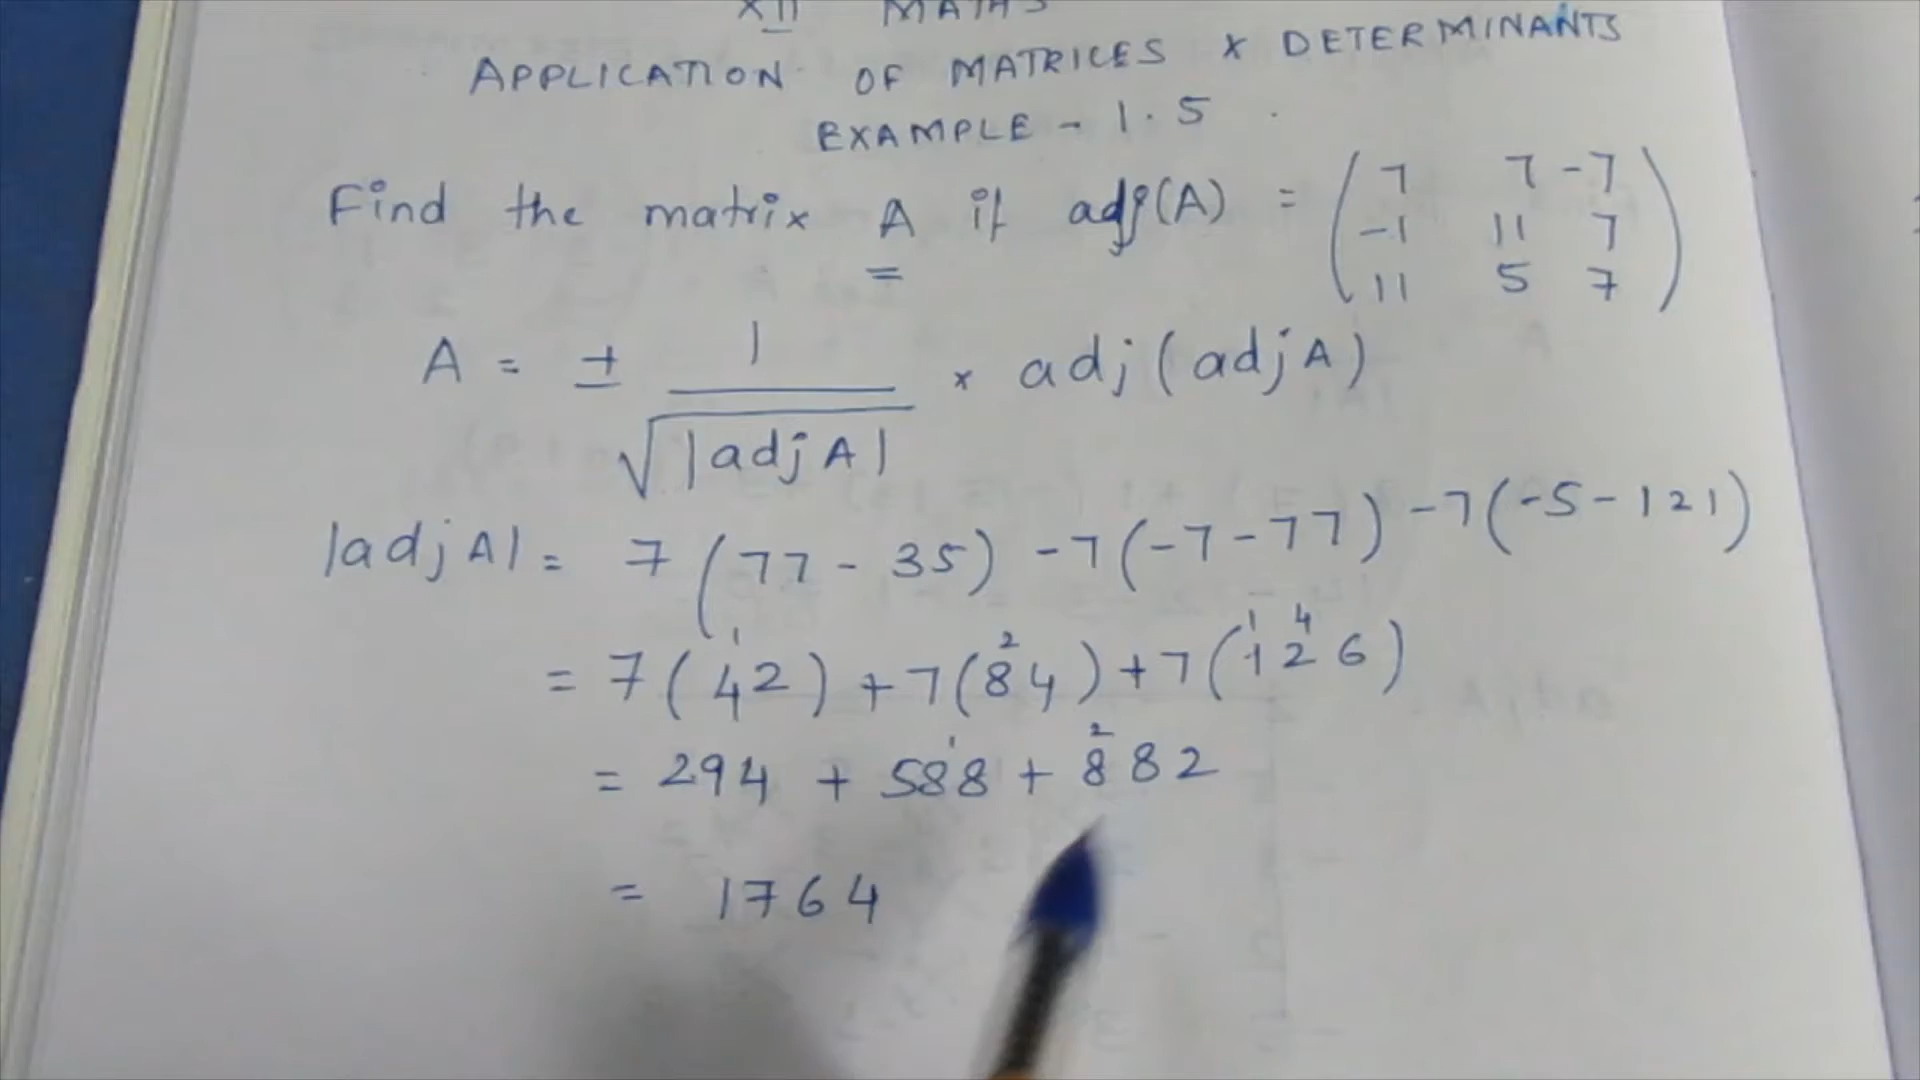 XII MATHS
APPLICATION OF MATRICES & DETERMINANTS
EXAMPLE - 1.5
Find the matrix A if adj(A) = ( 7 7 -7
-1 11 7
11 5 7 )
A = ± 1 / √|adj A| × adj(adj A)
|adj A| = 7(77 - 35) -7(-7-77) -7(-5-121)
= 7(42) + 7(84) + 7(126)
= 294 + 588 + 882
= 1764